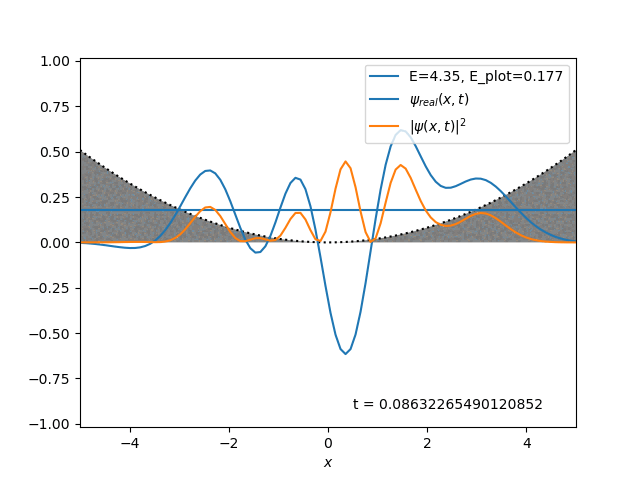 1.00
0.75
0.50
0.25
0.00
−0.25
−0.50
−0.75
−1.00
E=4.35, E_plot=0.177
ψreal(x, t)
|ψ(x, t)|²
t = 0.08632265490120852
−4 −2 0 2 4
x